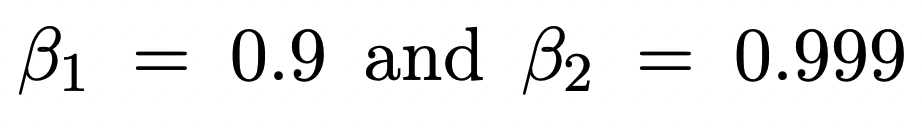 β₁ = 0.9 and β₂ = 0.999